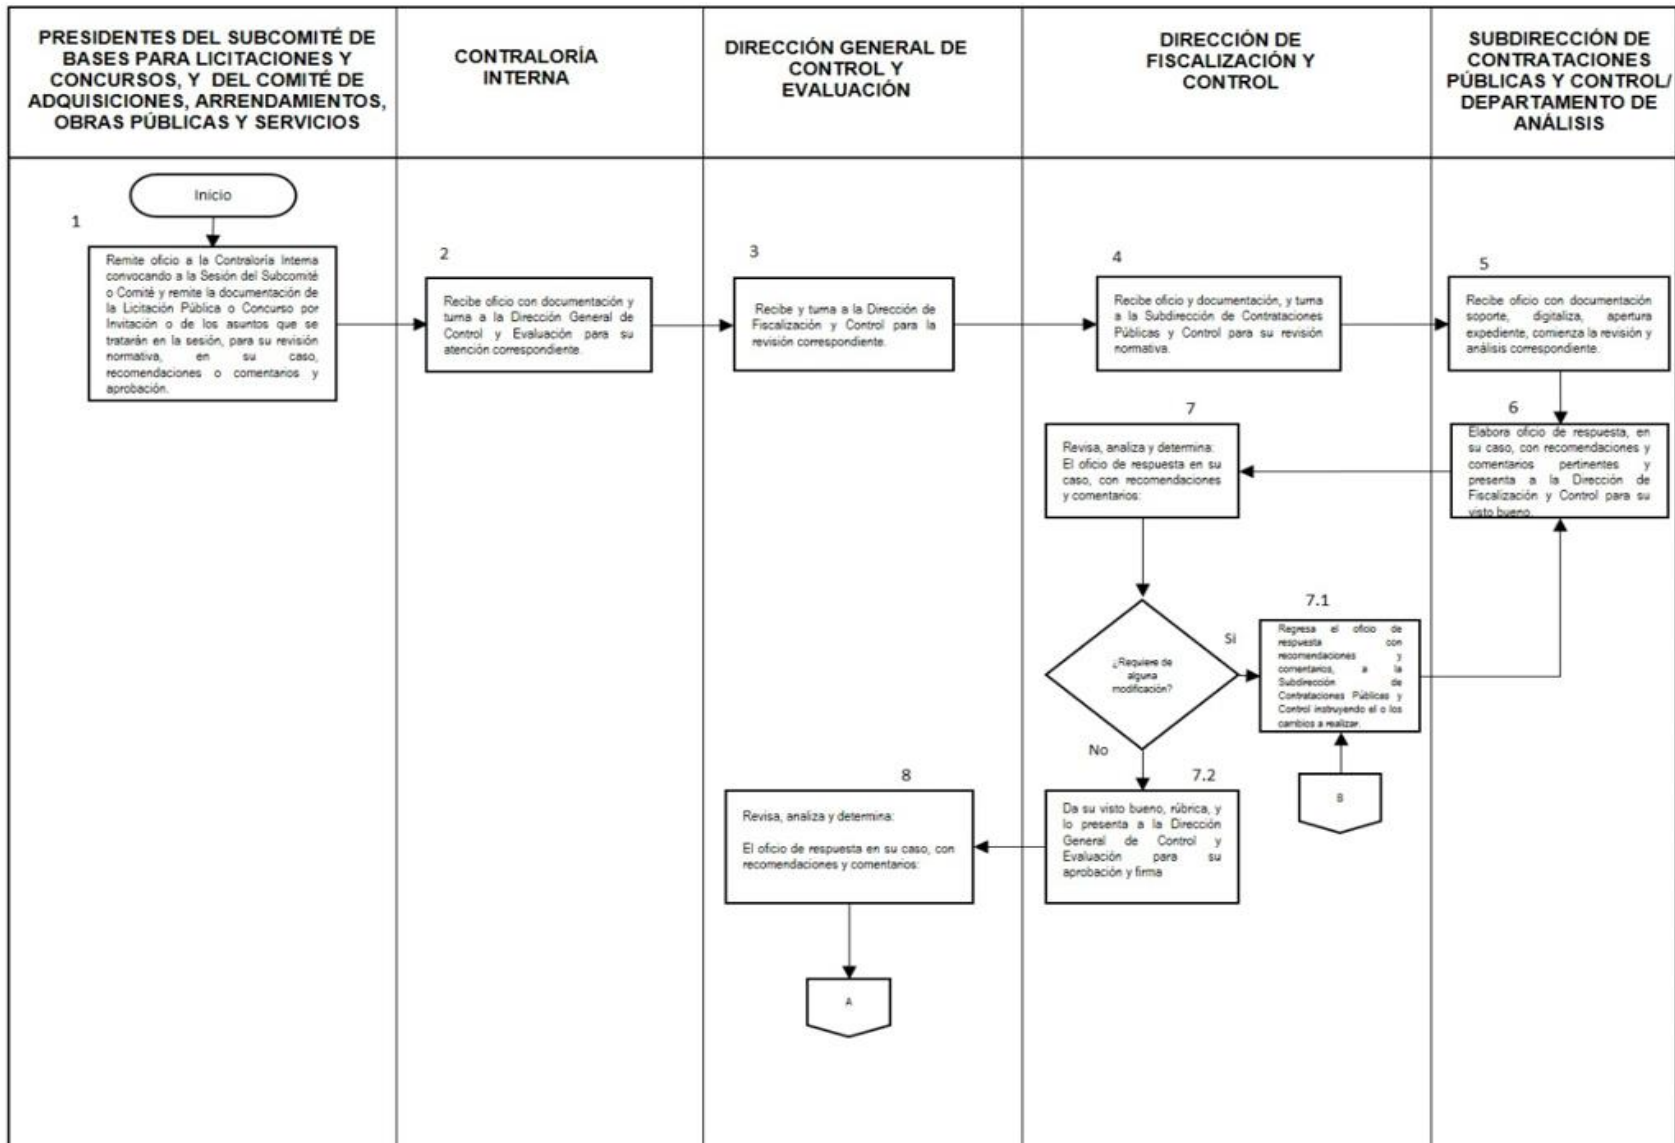 PRESIDENTES DEL SUBCOMITÉ DE
BASES PARA LICITACIONES Y
CONCURSOS, Y DEL COMITÉ DE
ADQUISICIONES, ARRENDAMIENTOS,
OBRAS PÚBLICAS Y SERVICIOS
CONTRALORÍA
INTERNA
DIRECCIÓN GENERAL DE
CONTROL Y
EVALUACIÓN
DIRECCIÓN DE
FISCALIZACIÓN Y
CONTROL
SUBDIRECCIÓN DE
CONTRATACIONES
PÚBLICAS Y CONTROL/
DEPARTAMENTO DE
ANÁLISIS
Inicio
1
Remite oficio a la Contraloría Interna
convocando a la Sesión del Subcomité
o Comité y remite la documentación de
la Licitación Pública o Concurso por
Invitación o de los asuntos que se
tratarán en la sesión, para su revisión
normativa, en su caso,
recomendaciones o comentarios y
aprobación.
2
Recibe oficio con documentación y
turna a la Dirección General de
Control y Evaluación para su
atención correspondiente.
3
Recibe y turna a la Dirección de
Fiscalización y Control para la
revisión correspondiente.
4
Recibe oficio y documentación, y turna
a la Subdirección de Contrataciones
Públicas y Control para su revisión
normativa.
5
Recibe oficio con documentación
soporte, digitaliza, apertura
expediente, comienza la revisión y
análisis correspondiente.
6
Elabora oficio de respuesta, en
su caso, con recomendaciones y
comentarios pertinentes y
presenta a la Dirección de
Fiscalización y Control para su
visto bueno.
7
Revisa, analiza y determina:
El oficio de respuesta en su
caso, con recomendaciones
y comentarios:
¿Requiere de
alguna
modificación?
Si
7.1
Regresa el oficio de
respuesta con
recomendaciones y
comentarios, a la
Subdirección de
Contrataciones Públicas y
Control instruyendo el o los
cambios a realizar.
B
No
7.2
Da su visto bueno, rúbrica, y
lo presenta a la Dirección
General de Control y
Evaluación para su
aprobación y firma
8
Revisa, analiza y determina:
El oficio de respuesta en su caso, con
recomendaciones y comentarios:
A